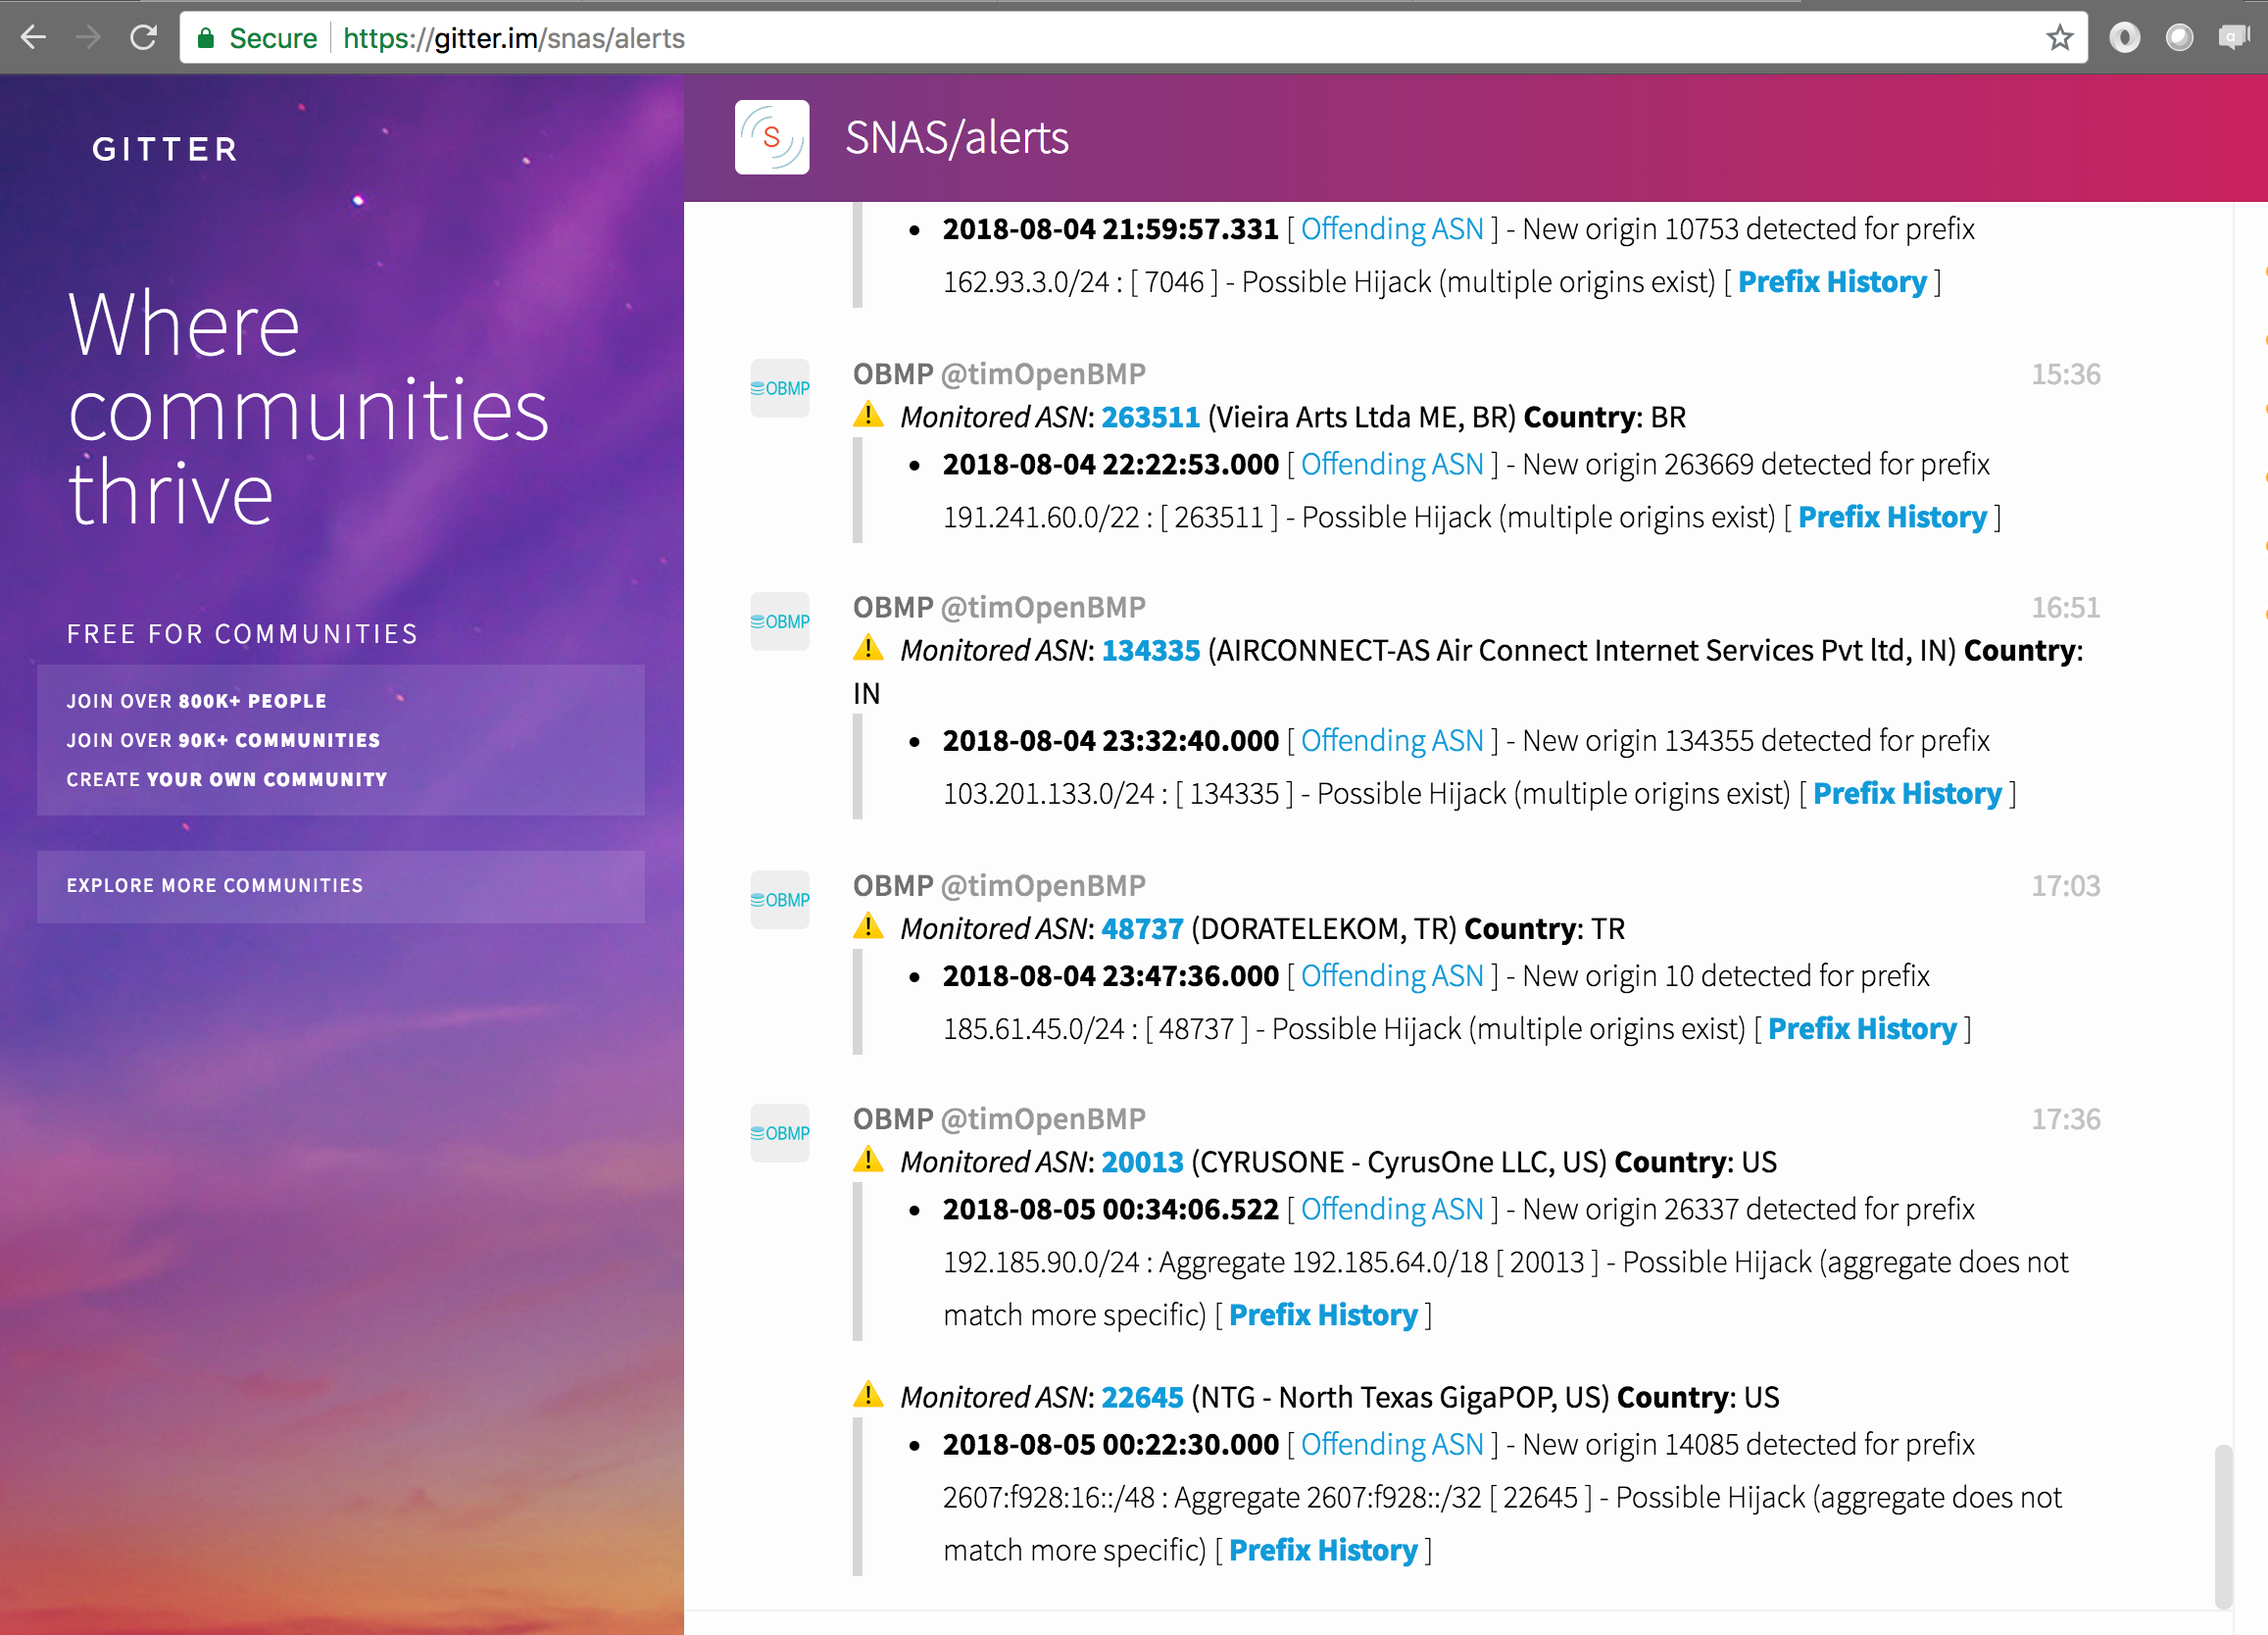 Secure https://gitter.im/snas/alerts
GITTER
Where
communities
thrive
FREE FOR COMMUNITIES
JOIN OVER 800K+ PEOPLE
JOIN OVER 90K+ COMMUNITIES
CREATE YOUR OWN COMMUNITY
EXPLORE MORE COMMUNITIES
S
SNAS/alerts
2018-08-04 21:59:57.331 [ Offending ASN ] - New origin 10753 detected for prefix
162.93.3.0/24 : [ 7046 ] - Possible Hijack (multiple origins exist) [ Prefix History ]
OBMP
OBMP @timOpenBMP 15:36
Monitored ASN: 263511 (Vieira Arts Ltda ME, BR) Country: BR
2018-08-04 22:22:53.000 [ Offending ASN ] - New origin 263669 detected for prefix
191.241.60.0/22 : [ 263511 ] - Possible Hijack (multiple origins exist) [ Prefix History ]
OBMP
OBMP @timOpenBMP 16:51
Monitored ASN: 134335 (AIRCONNECT-AS Air Connect Internet Services Pvt ltd, IN) Country:
IN
2018-08-04 23:32:40.000 [ Offending ASN ] - New origin 134355 detected for prefix
103.201.133.0/24 : [ 134335 ] - Possible Hijack (multiple origins exist) [ Prefix History ]
OBMP
OBMP @timOpenBMP 17:03
Monitored ASN: 48737 (DORATELEKOM, TR) Country: TR
2018-08-04 23:47:36.000 [ Offending ASN ] - New origin 10 detected for prefix
185.61.45.0/24 : [ 48737 ] - Possible Hijack (multiple origins exist) [ Prefix History ]
OBMP
OBMP @timOpenBMP 17:36
Monitored ASN: 20013 (CYRUSONE - CyrusOne LLC, US) Country: US
2018-08-05 00:34:06.522 [ Offending ASN ] - New origin 26337 detected for prefix
192.185.90.0/24 : Aggregate 192.185.64.0/18 [ 20013 ] - Possible Hijack (aggregate does not
match more specific) [ Prefix History ]
Monitored ASN: 22645 (NTG - North Texas GigaPOP, US) Country: US
2018-08-05 00:22:30.000 [ Offending ASN ] - New origin 14085 detected for prefix
2607:f928:16::/48 : Aggregate 2607:f928::/32 [ 22645 ] - Possible Hijack (aggregate does not
match more specific) [ Prefix History ]